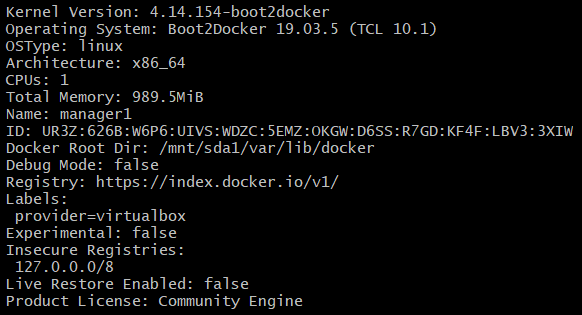 Kernel Version: 4.14.154-boot2docker
Operating System: Boot2Docker 19.03.5 (TCL 10.1)
OSType: linux
Architecture: x86_64
CPUs: 1
Total Memory: 989.5MiB
Name: manager1
ID: UR3Z:626B:W6P6:UIVS:WDZC:5EMZ:OKGW:D6SS:R7GD:KF4F:LBV3:3XIW
Docker Root Dir: /mnt/sda1/var/lib/docker
Debug Mode: false
Registry: https://index.docker.io/v1/
Labels:
 provider=virtualbox
Experimental: false
Insecure Registries:
 127.0.0.0/8
Live Restore Enabled: false
Product License: Community Engine